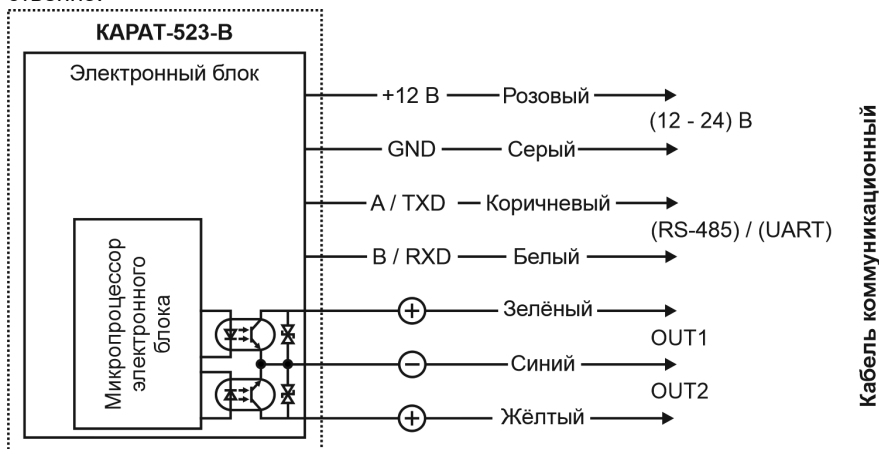 ственно.
КАРАТ-523-В
Электронный блок
+12 В Розовый
(12 - 24) В
GND Серый
A / TXD Коричневый
(RS-485) / (UART)
B / RXD Белый
Микропроцессор
электронного
блока
+ Зелёный
OUT1
− Синий
OUT2
+ Жёлтый
Кабель коммуникационный